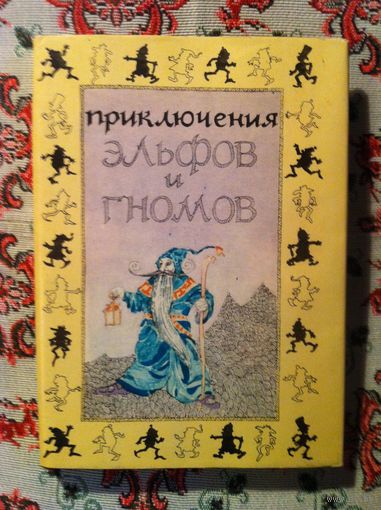 приключения
эльфов
и
гномов